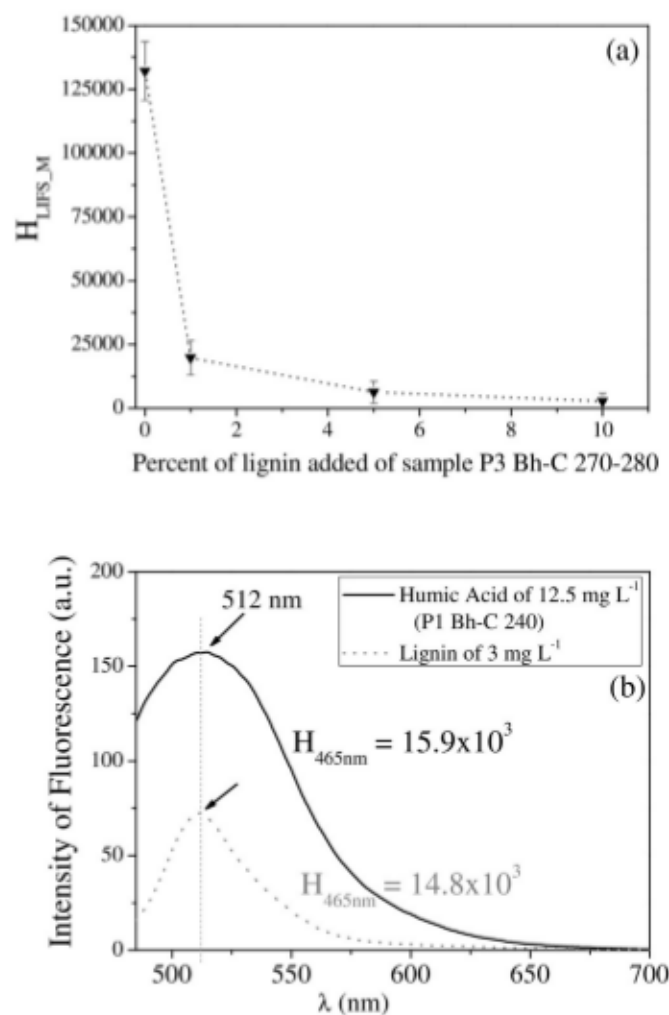 (a)
150000
125000
100000
75000
50000
25000
0
H_LIFS_M
0 2 4 6 8 10
Percent of lignin added of sample P3 Bh-C 270-280
200
150
100
50
0
Intensity of Fluorescence (a.u.)
512 nm
Humic Acid of 12.5 mg L⁻¹
(P1 Bh-C 240)
Lignin of 3 mg L⁻¹
(b)
H_465nm = 15.9x10³
H_465nm = 14.8x10³
500 550 600 650 700
λ (nm)